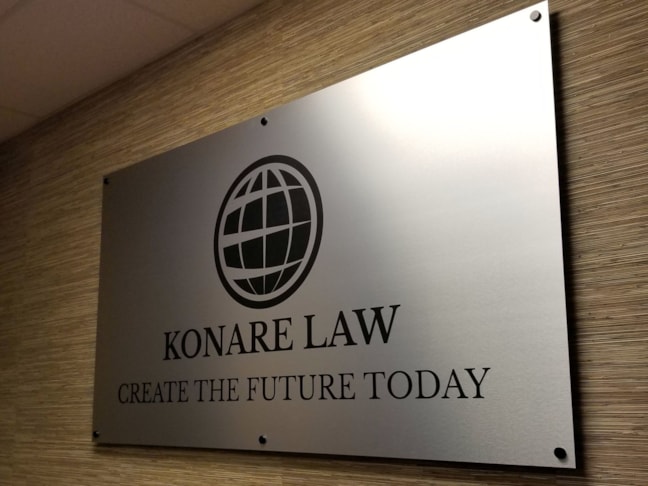 KONARE LAW
CREATE THE FUTURE TODAY